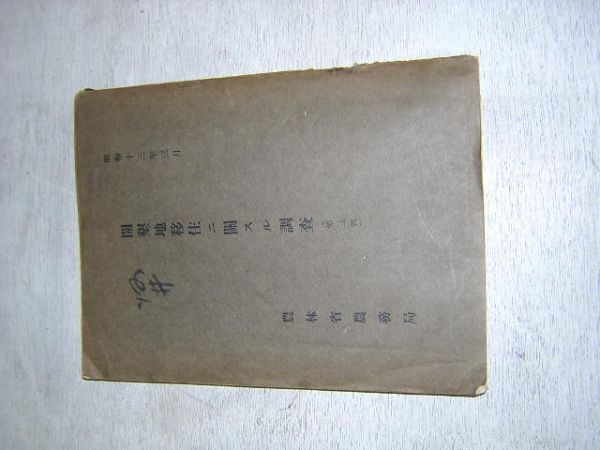 昭和十三年三月
開墾地移住ニ關スル調査
農林省農務局